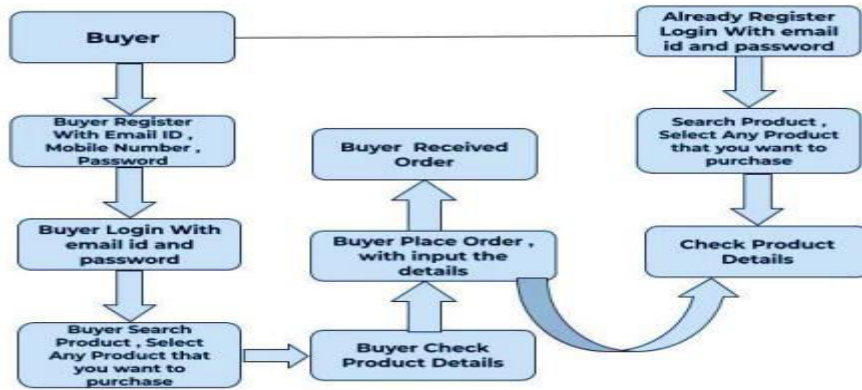 Buyer
Already Register
Login With email
id and password
Buyer Register
With Email ID ,
Mobile Number ,
Password
Search Product ,
Select Any Product
that you want to
purchase
Buyer Received
Order
Buyer Login With
email id and
password
Buyer Place Order ,
with input the
details
Check Product
Details
Buyer Search
Product , Select
Any Product that
you want to
purchase
Buyer Check
Product Details